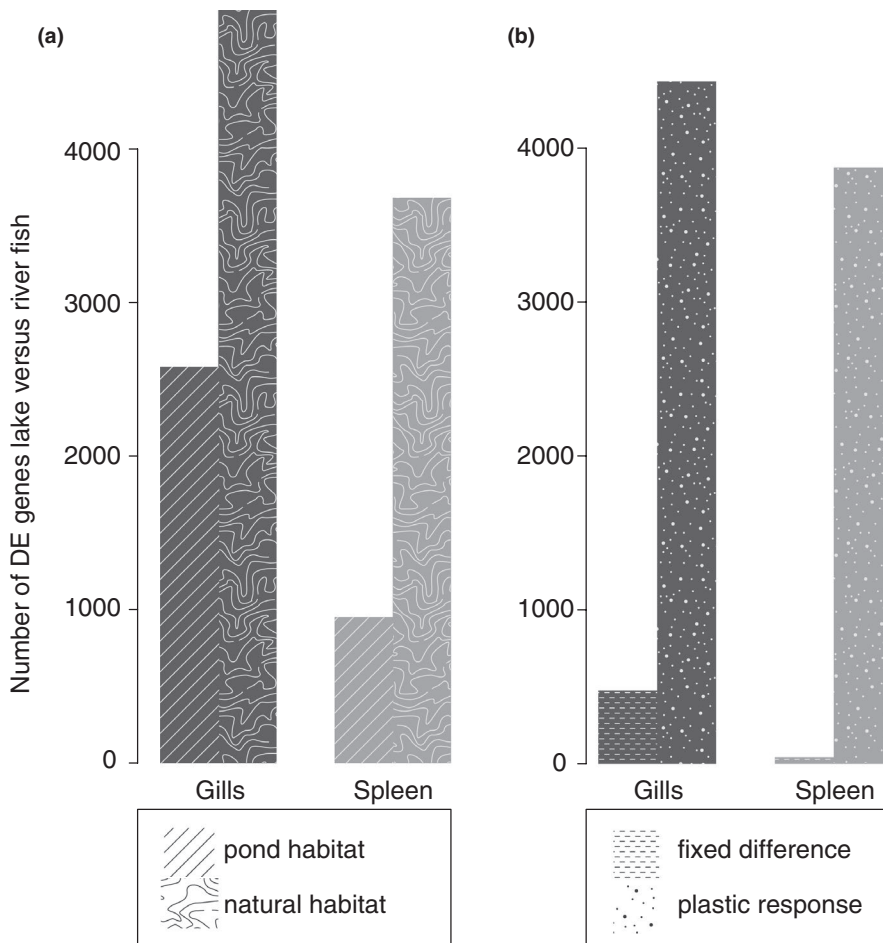 (a)
Number of DE genes lake versus river fish
4000
3000
2000
1000
0
Gills Spleen
pond habitat
natural habitat
(b)
4000
3000
2000
1000
0
Gills Spleen
fixed difference
plastic response